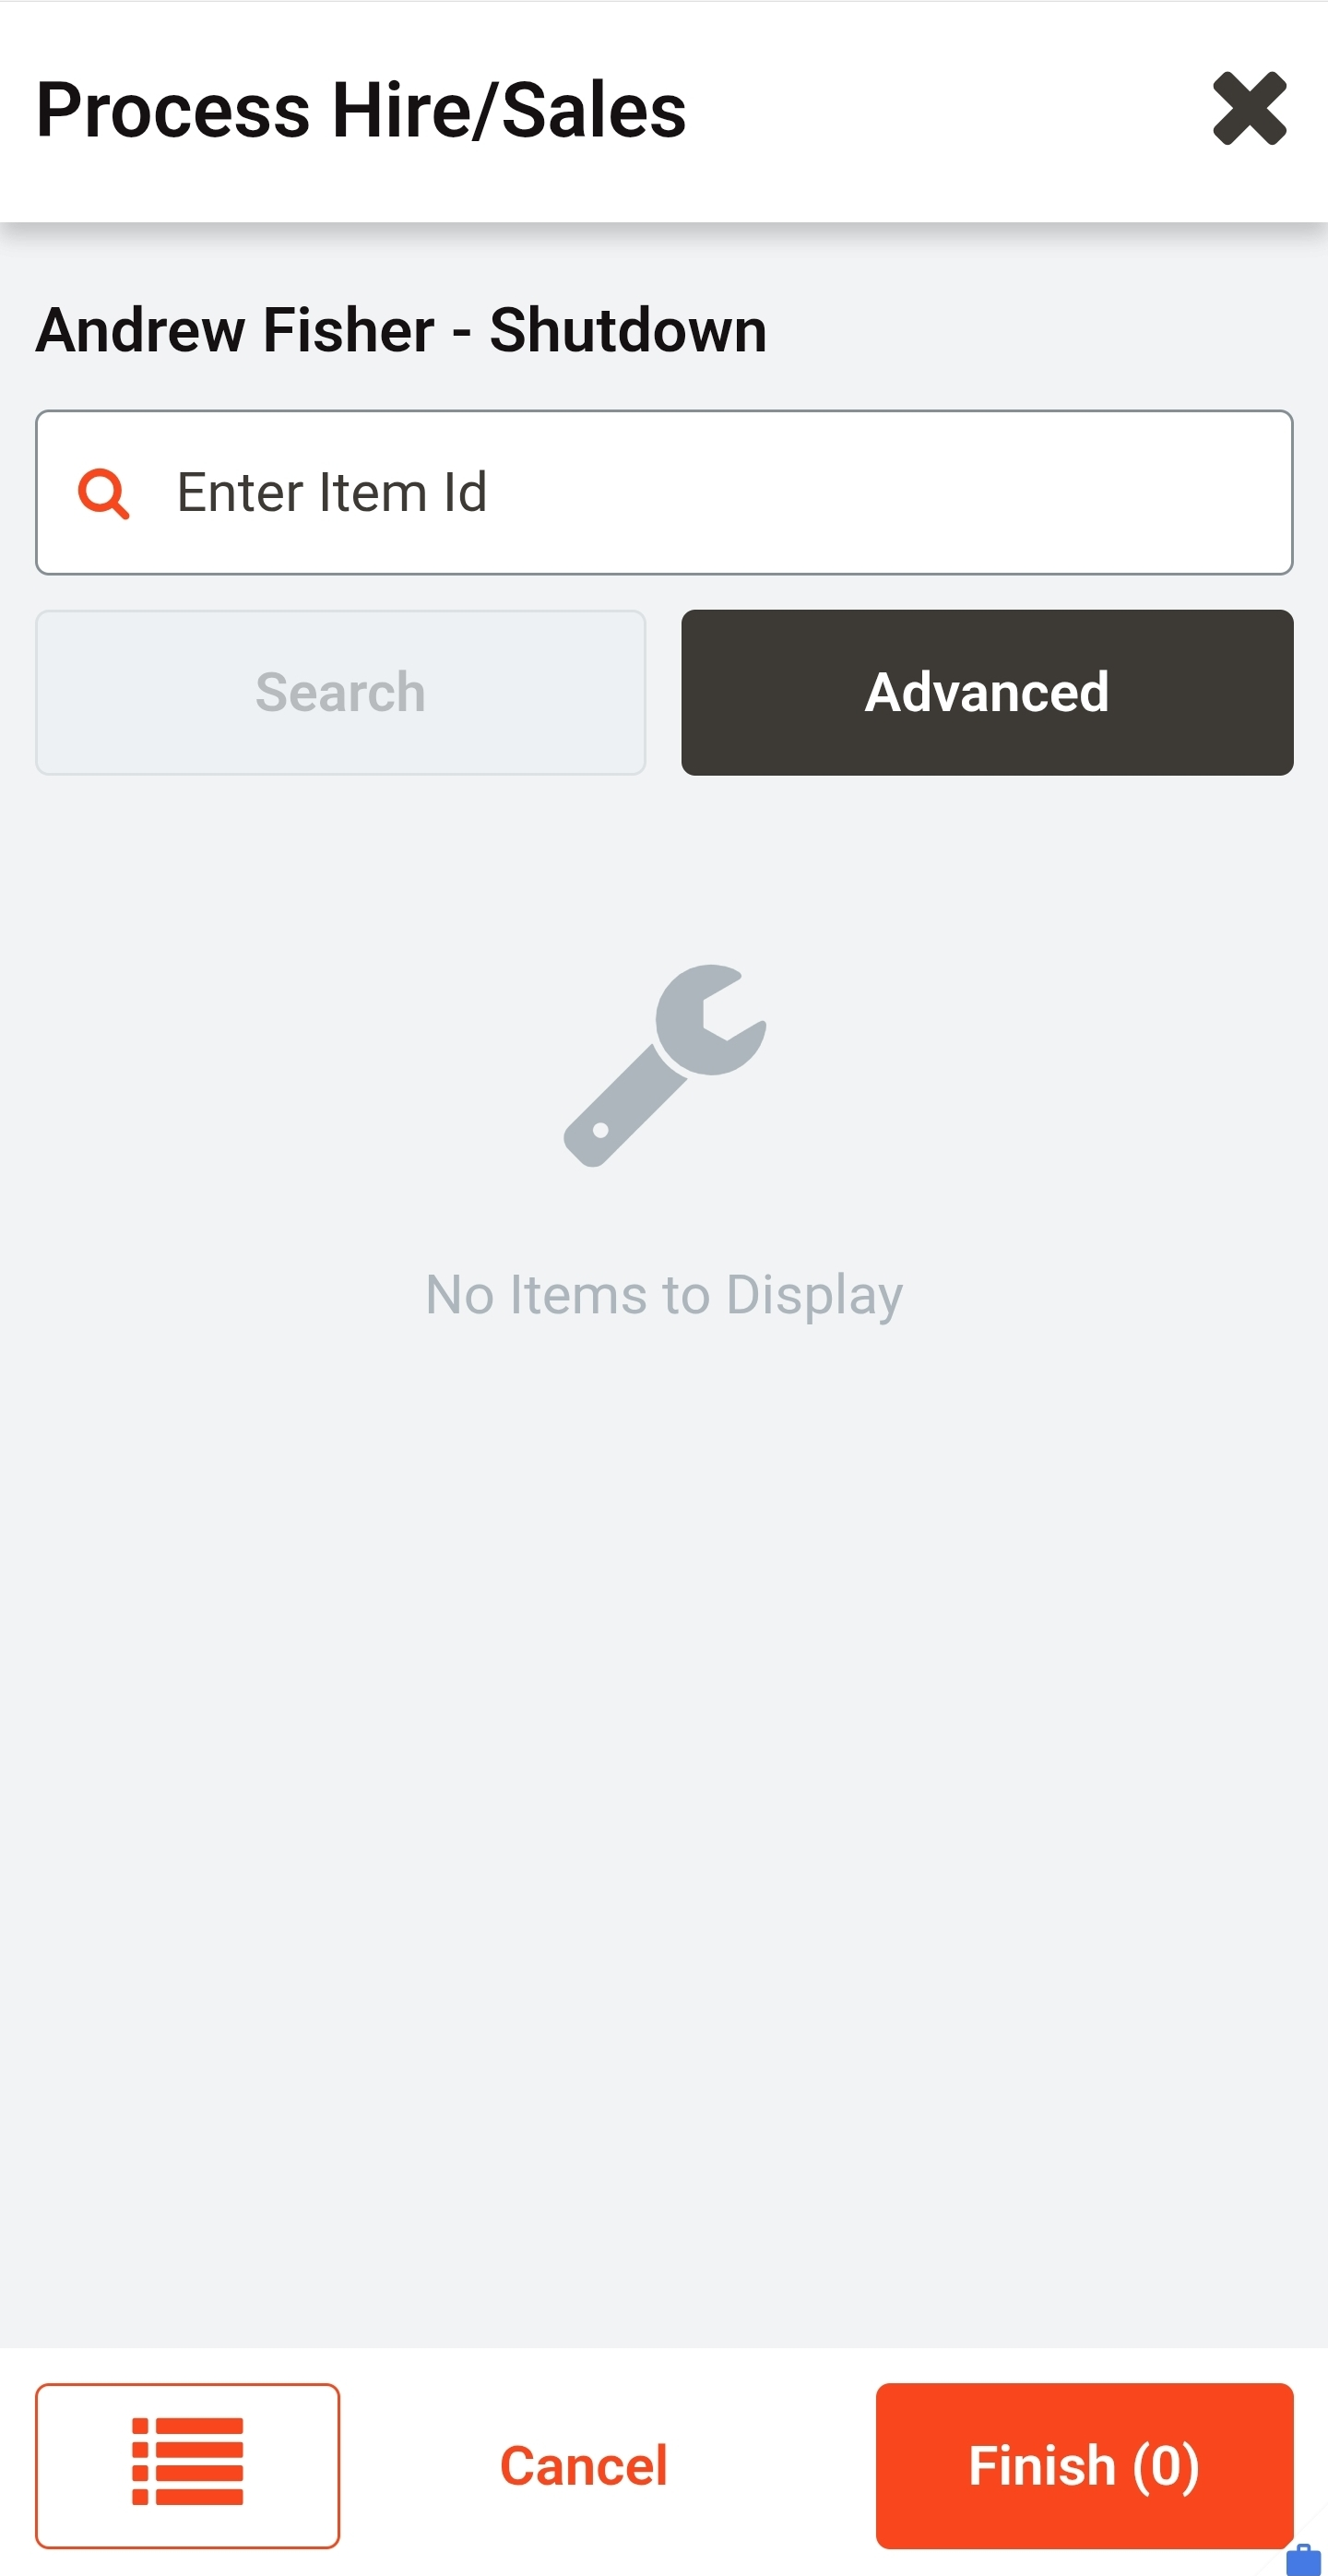 Process Hire/Sales
Andrew Fisher - Shutdown
Enter Item Id
Search
Advanced
No Items to Display
Cancel
Finish (0)